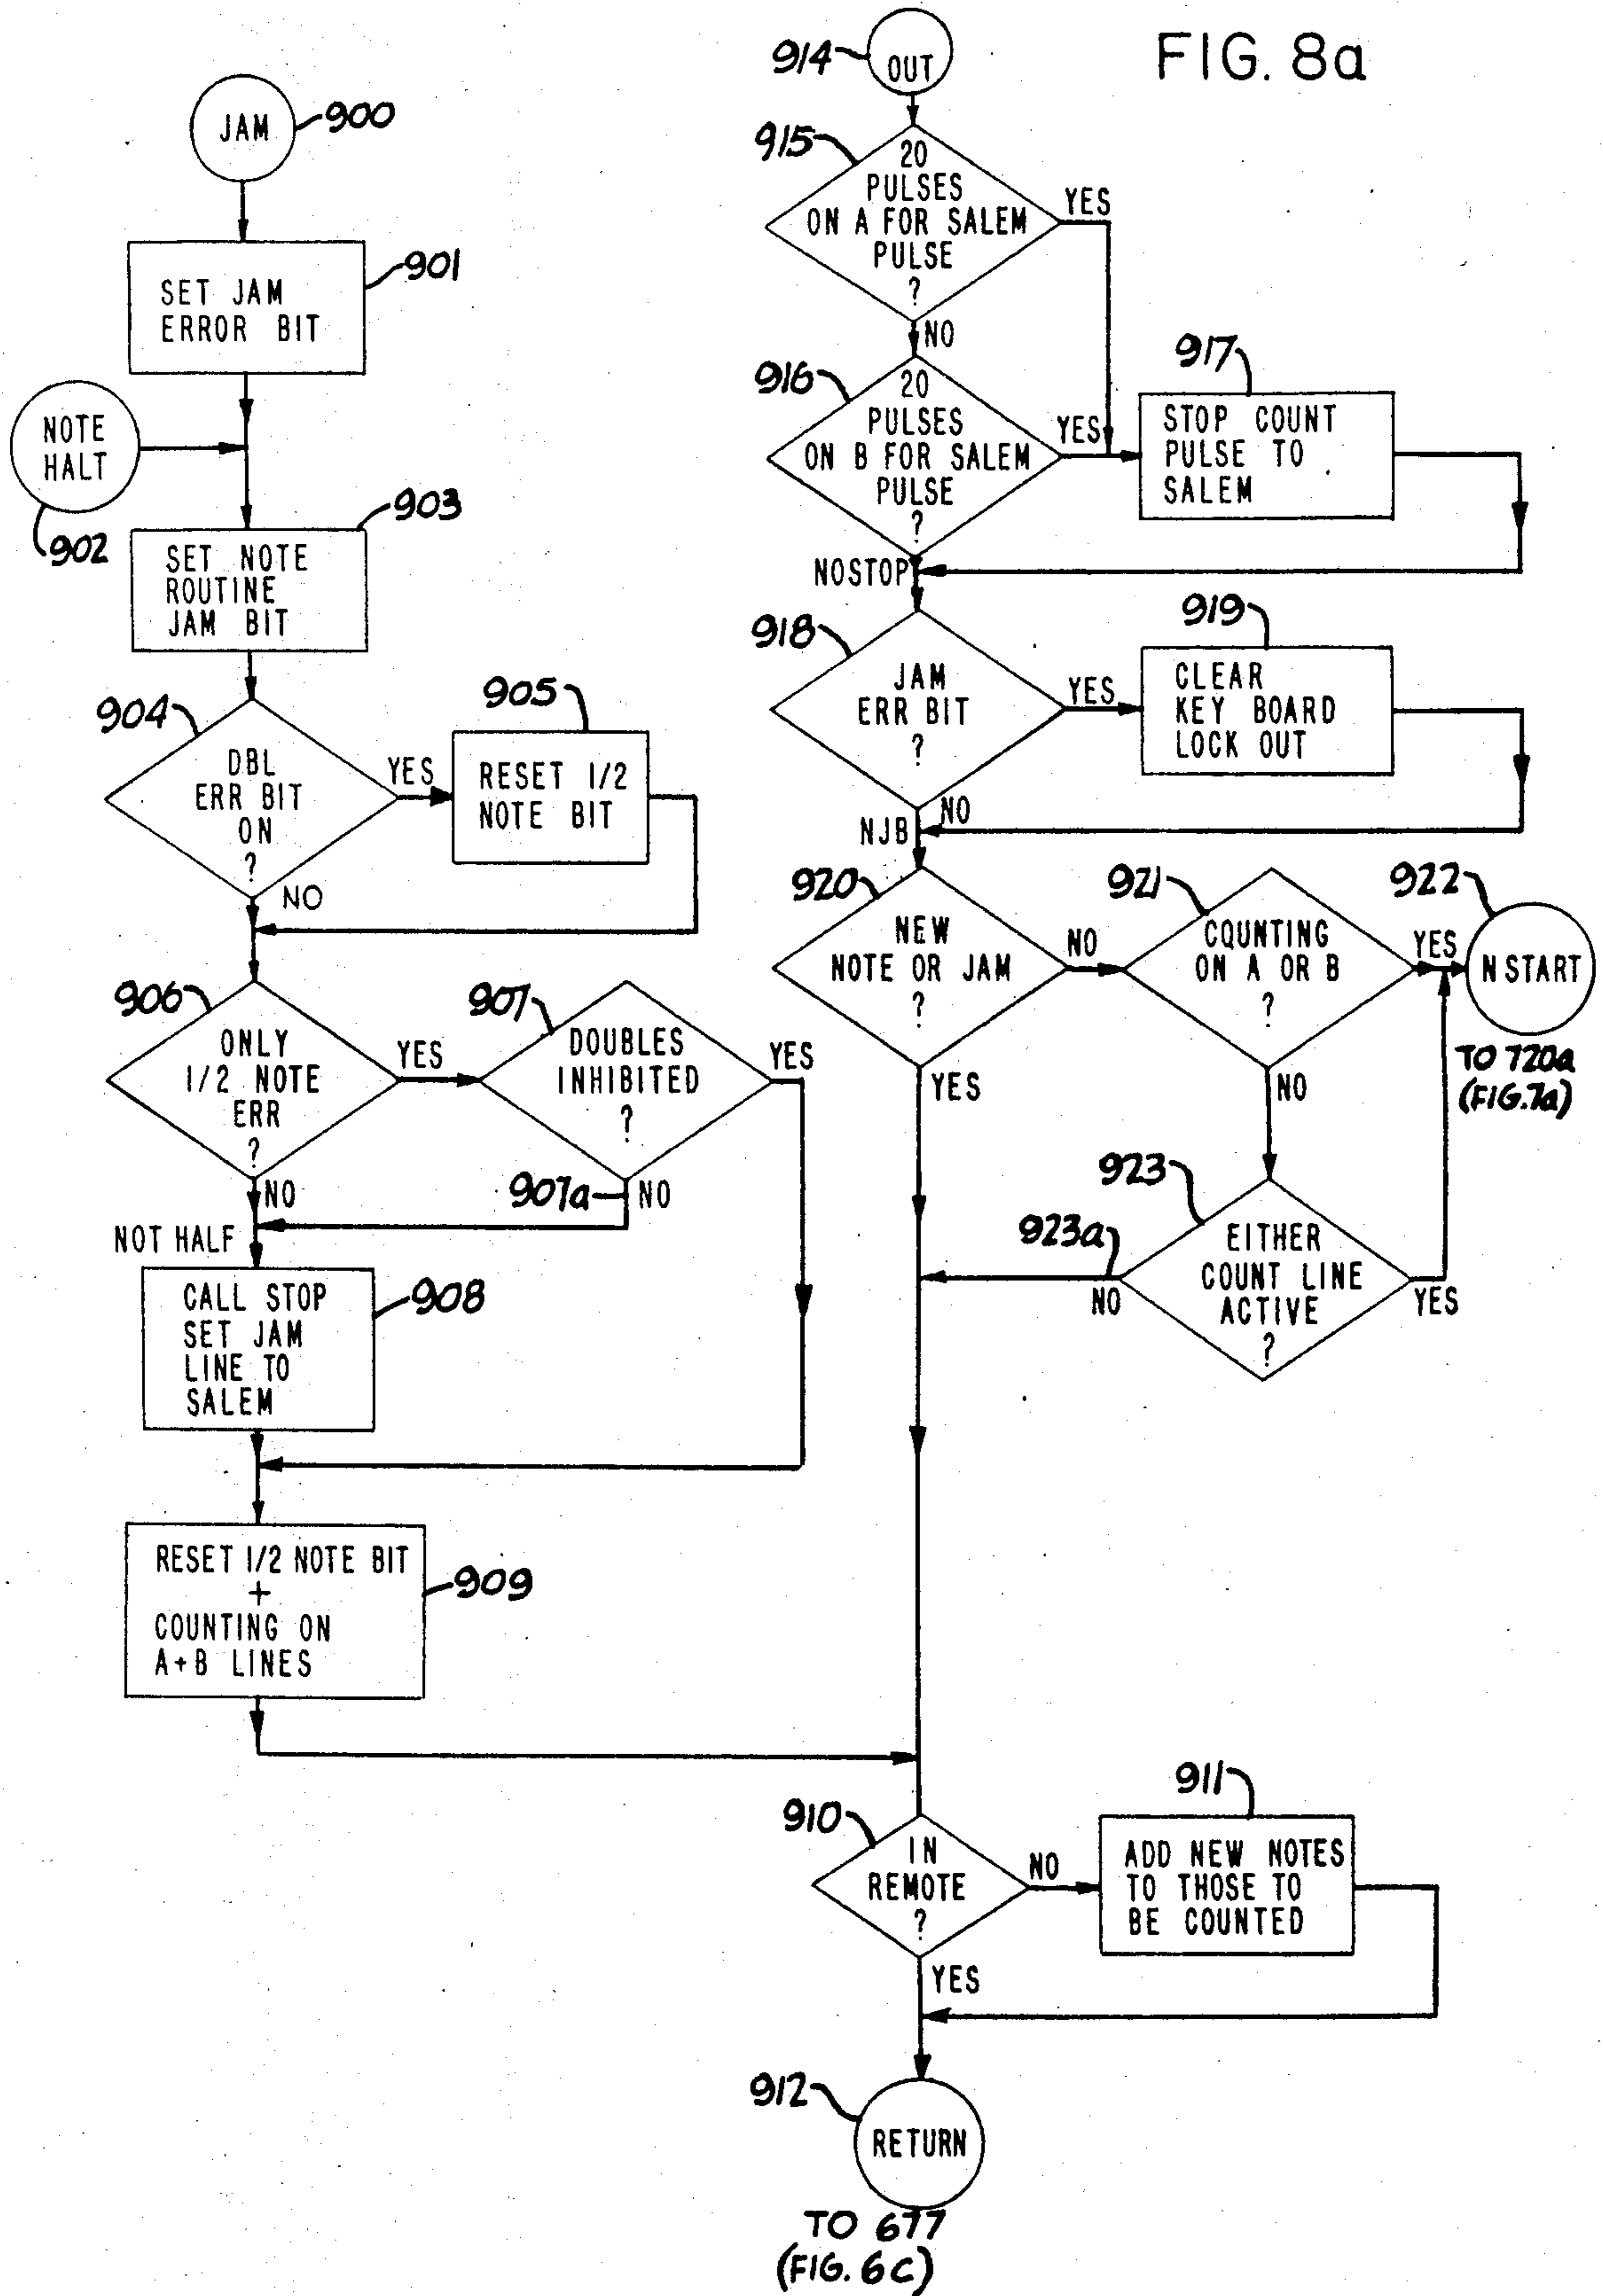 FIG. 8a
JAM
900
SET JAM
ERROR BIT
901
NOTE
HALT
902
SET NOTE
ROUTINE
JAM BIT
903
904
DBL
ERR BIT
ON
?
YES
NO
905
RESET 1/2
NOTE BIT
906
ONLY
1/2 NOTE
ERR
?
YES
NO
907
DOUBLES
INHIBITED
?
YES
907a
NO
NOT HALF
CALL STOP
SET JAM
LINE TO
SALEM
908
RESET 1/2 NOTE BIT
+
COUNTING ON
A+B LINES
909
914
OUT
915
20
PULSES
ON A FOR SALEM
PULSE
?
YES
NO
916
20
PULSES
ON B FOR SALEM
PULSE
?
YES
917
STOP COUNT
PULSE TO
SALEM
NOSTOP
918
JAM
ERR BIT
?
YES
NO
919
CLEAR
KEY BOARD
LOCK OUT
NJB
920
NEW
NOTE OR JAM
?
NO
YES
921
COUNTING
ON A OR B
?
YES
NO
922
N START
TO 720a
(FIG.7a)
923
EITHER
COUNT LINE
ACTIVE
?
YES
923a
NO
910
IN
REMOTE
?
NO
YES
911
ADD NEW NOTES
TO THOSE TO
BE COUNTED
912
RETURN
TO 677
(FIG. 6C)